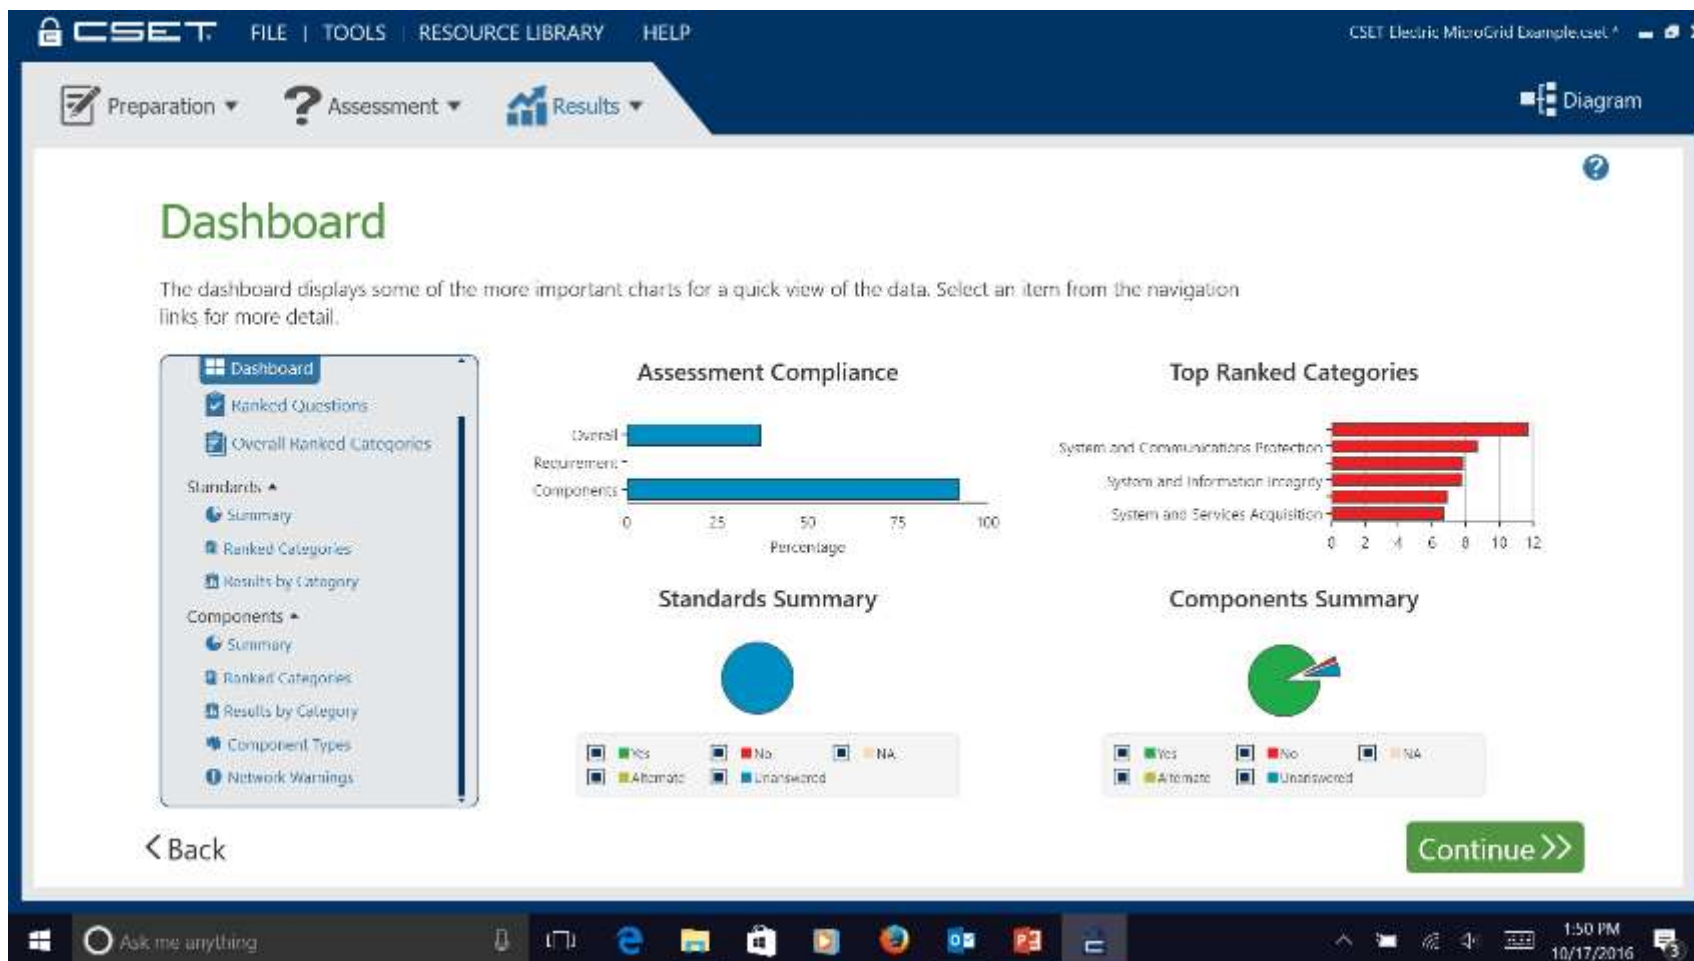 CSET
FILE | TOOLS | RESOURCE LIBRARY HELP
CSET Electric MicroGrid Example.cset *
Preparation
Assessment
Results
Diagram
?
Dashboard
The dashboard displays some of the more important charts for a quick view of the data. Select an item from the navigation
links for more detail.
Dashboard
Ranked Questions
Overall Ranked Categories
Standards
Summary
Ranked Categories
Results by Category
Components
Summary
Ranked Categories
Results by Category
Component Types
Network Warnings
Assessment Compliance
Overall
Requirement
Components
0 25 50 75 100
Percentage
Top Ranked Categories
System and Communications Protection
System and Information Integrity
System and Services Acquisition
0 2 4 6 8 10 12
Standards Summary
Yes No NA
Alternate Unanswered
Components Summary
Yes No NA
Alternate Unanswered
< Back
Continue >>
Ask me anything
1:50 PM
10/17/2016
3